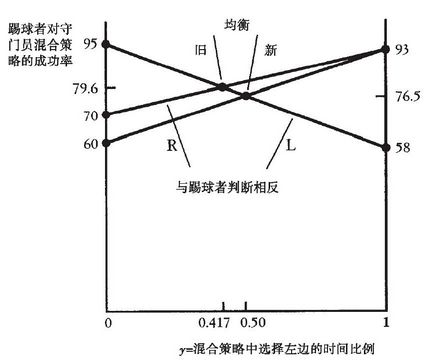 踢球者对守
门员混合策
略的成功率
均衡
旧
新
95
93
79.6
76.5
70
60
58
R
L
与踢球者判断相反
0
0.417
0.50
1
γ=混合策略中选择左边的时间比例